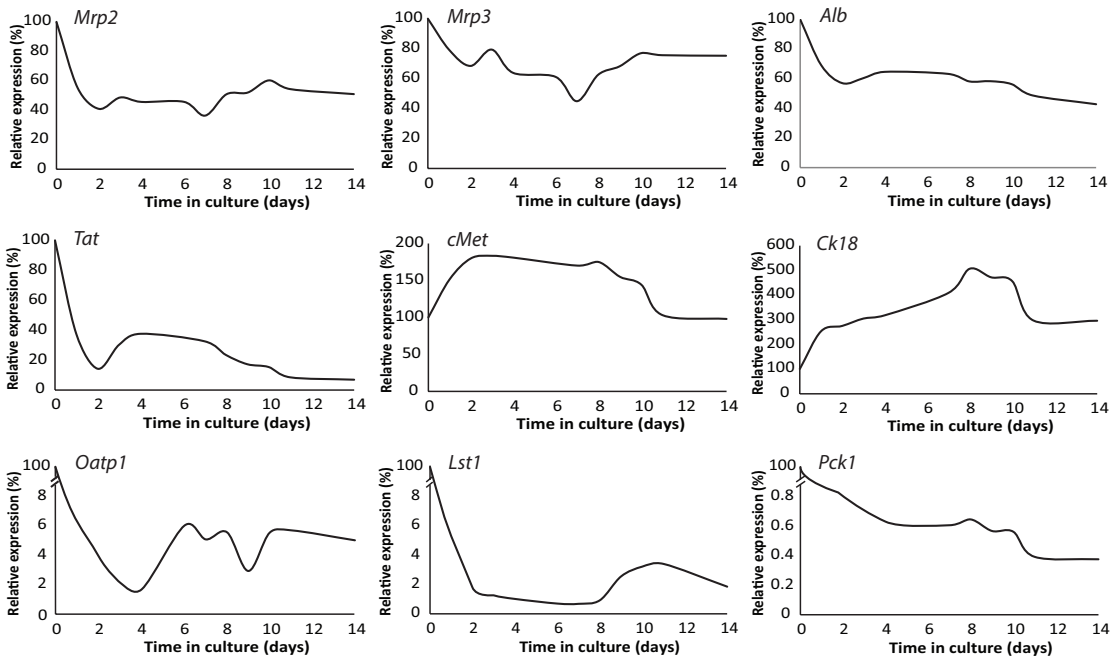 Mrp2
Relative expression (%)
100
80
60
40
20
0
0 2 4 6 8 10 12 14
Time in culture (days)
Mrp3
Relative expression (%)
100
80
60
40
20
0
0 2 4 6 8 10 12 14
Time in culture (days)
Alb
Relative expression (%)
100
80
60
40
20
0
0 2 4 6 8 10 12 14
Time in culture (days)
Tat
Relative expression (%)
100
80
60
40
20
0
0 2 4 6 8 10 12 14
Time in culture (days)
cMet
Relative expression (%)
200
150
100
50
0
0 2 4 6 8 10 12 14
Time in culture (days)
Ck18
Relative expression (%)
600
500
400
300
200
100
0
0 2 4 6 8 10 12 14
Time in culture (days)
Oatp1
Relative expression (%)
100
8
6
4
2
0
0 2 4 6 8 10 12 14
Time in culture (days)
Lst1
Relative expression (%)
100
8
6
4
2
0
0 2 4 6 8 10 12 14
Time in culture (days)
Pck1
Relative expression (%)
100
0.8
0.6
0.4
0.2
0
0 2 4 6 8 10 12 14
Time in culture (days)